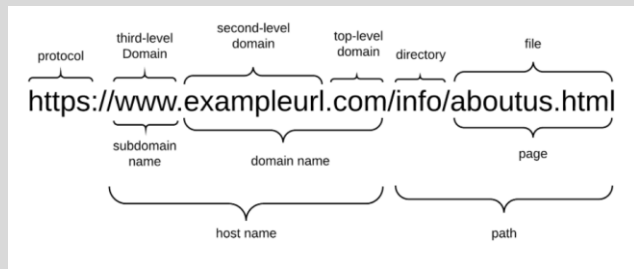 protocol
third-level
Domain
second-level
domain
top-level
domain
directory
file
https://www.exampleurl.com/info/aboutus.html
subdomain
name
domain name
page
host name
path